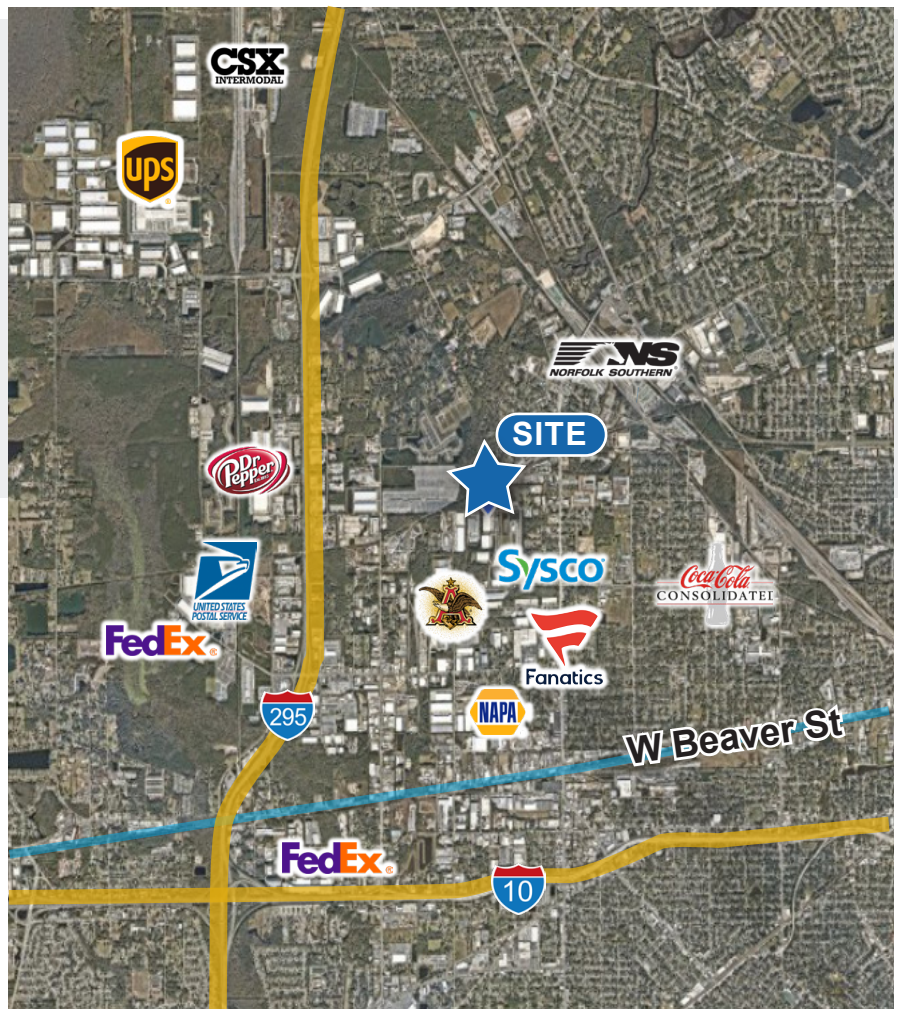 CSX
INTERMODAL
ups
NS
NORFOLK SOUTHERN
SITE
Dr
Pepper
Sysco
UNITED STATES
POSTAL SERVICE
Coca-Cola
CONSOLIDATED
A
FedEx
Fanatics
295
NAPA
W Beaver St
FedEx
10